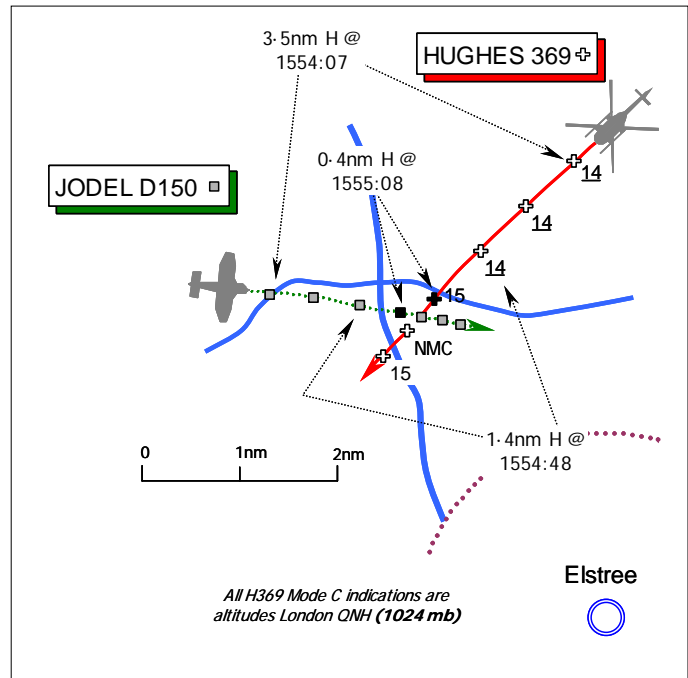 3·5nm H @
1554:07
HUGHES 369
14
0·4nm H @
1555:08
JODEL D150
14
14
15
NMC
15
1·4nm H @
1554:48
0 1nm 2nm
All H369 Mode C indications are
altitudes London QNH (1024 mb)
Elstree